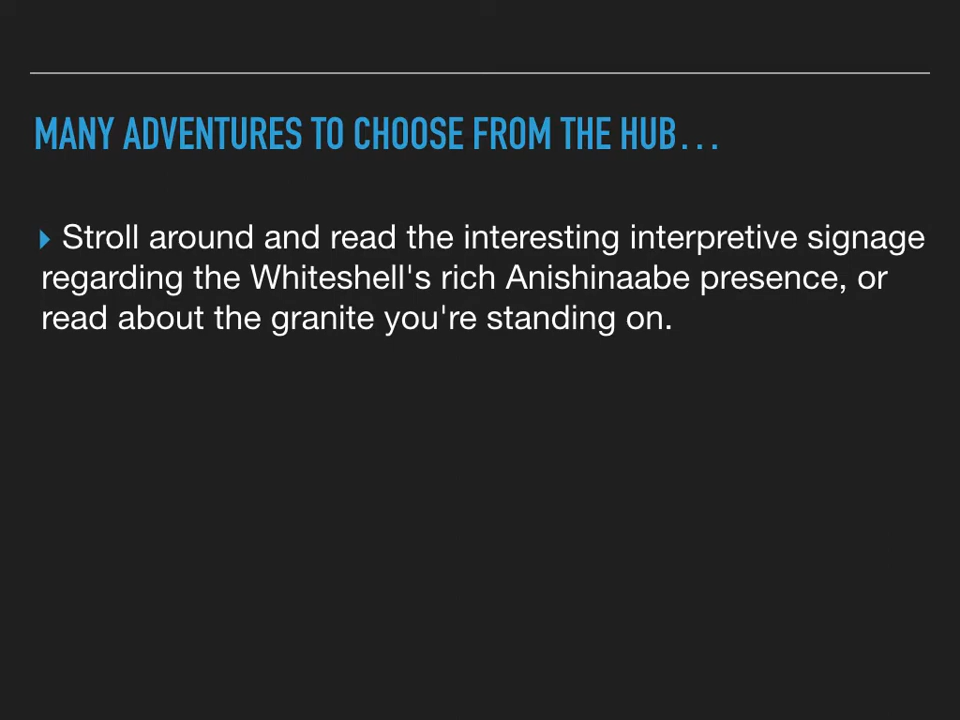 MANY ADVENTURES TO CHOOSE FROM THE HUB...
▸ Stroll around and read the interesting interpretive signage
regarding the Whiteshell's rich Anishinaabe presence, or
read about the granite you're standing on.